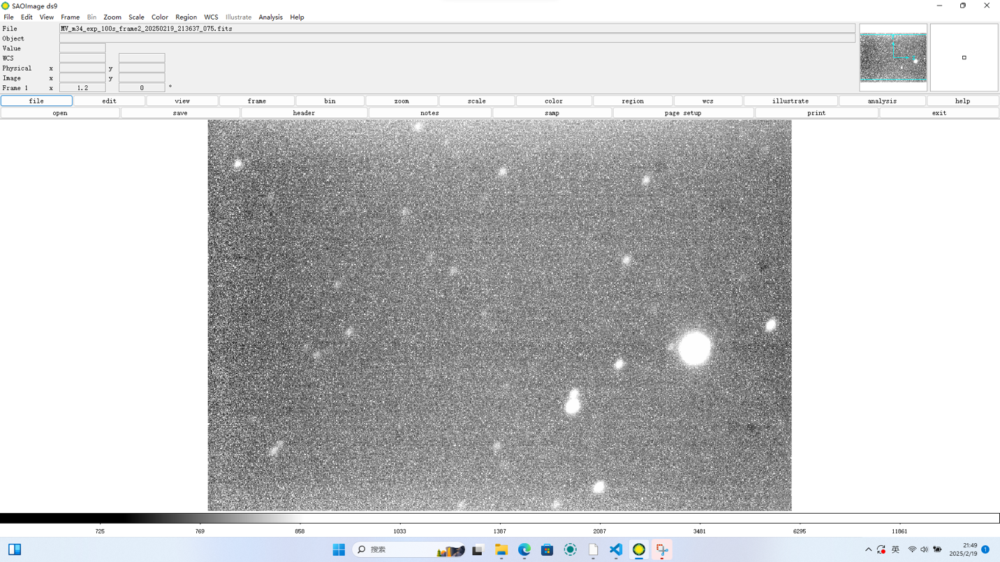 SAOImage ds9
File Edit View Frame Bin Zoom Scale Color Region WCS Illustrate Analysis Help
File MV_m34_exp_100s_frame2_20250219_213637_075.fits
Object
Value
WCS
Physical x y
Image x y
Frame 1 x 1.2 0 °
file edit view frame bin zoom scale color region wcs illustrate analysis help
open save header notes samp page setup print exit
725 769 858 1033 1387 2087 3481 6295 11861
搜索
英
21:49
2025/2/19
1